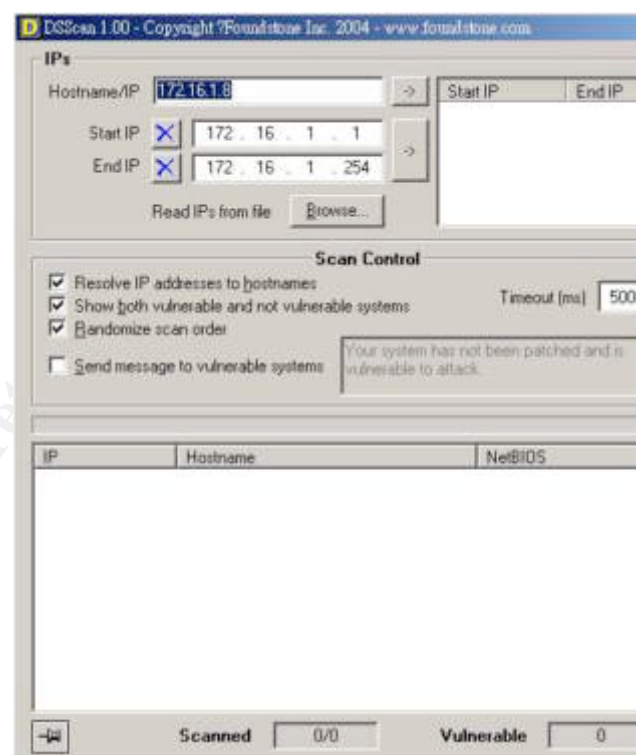 DSScan 1.00 - Copyright ?Foundstone Inc. 2004 - www.foundstone.com
IPs
Hostname/IP 172.16.1.8 -> Start IP End IP
Start IP 172 . 16 . 1 . 1
->
End IP 172 . 16 . 1 . 254
Read IPs from file Browse...
Scan Control
Resolve IP addresses to hostnames
Timeout (ms) 500
Show both vulnerable and not vulnerable systems
Randomize scan order
Send message to vulnerable systems
Your system has not been patched and is
vulnerable to attack.
IP Hostname NetBIOS
Scanned 0/0 Vulnerable 0